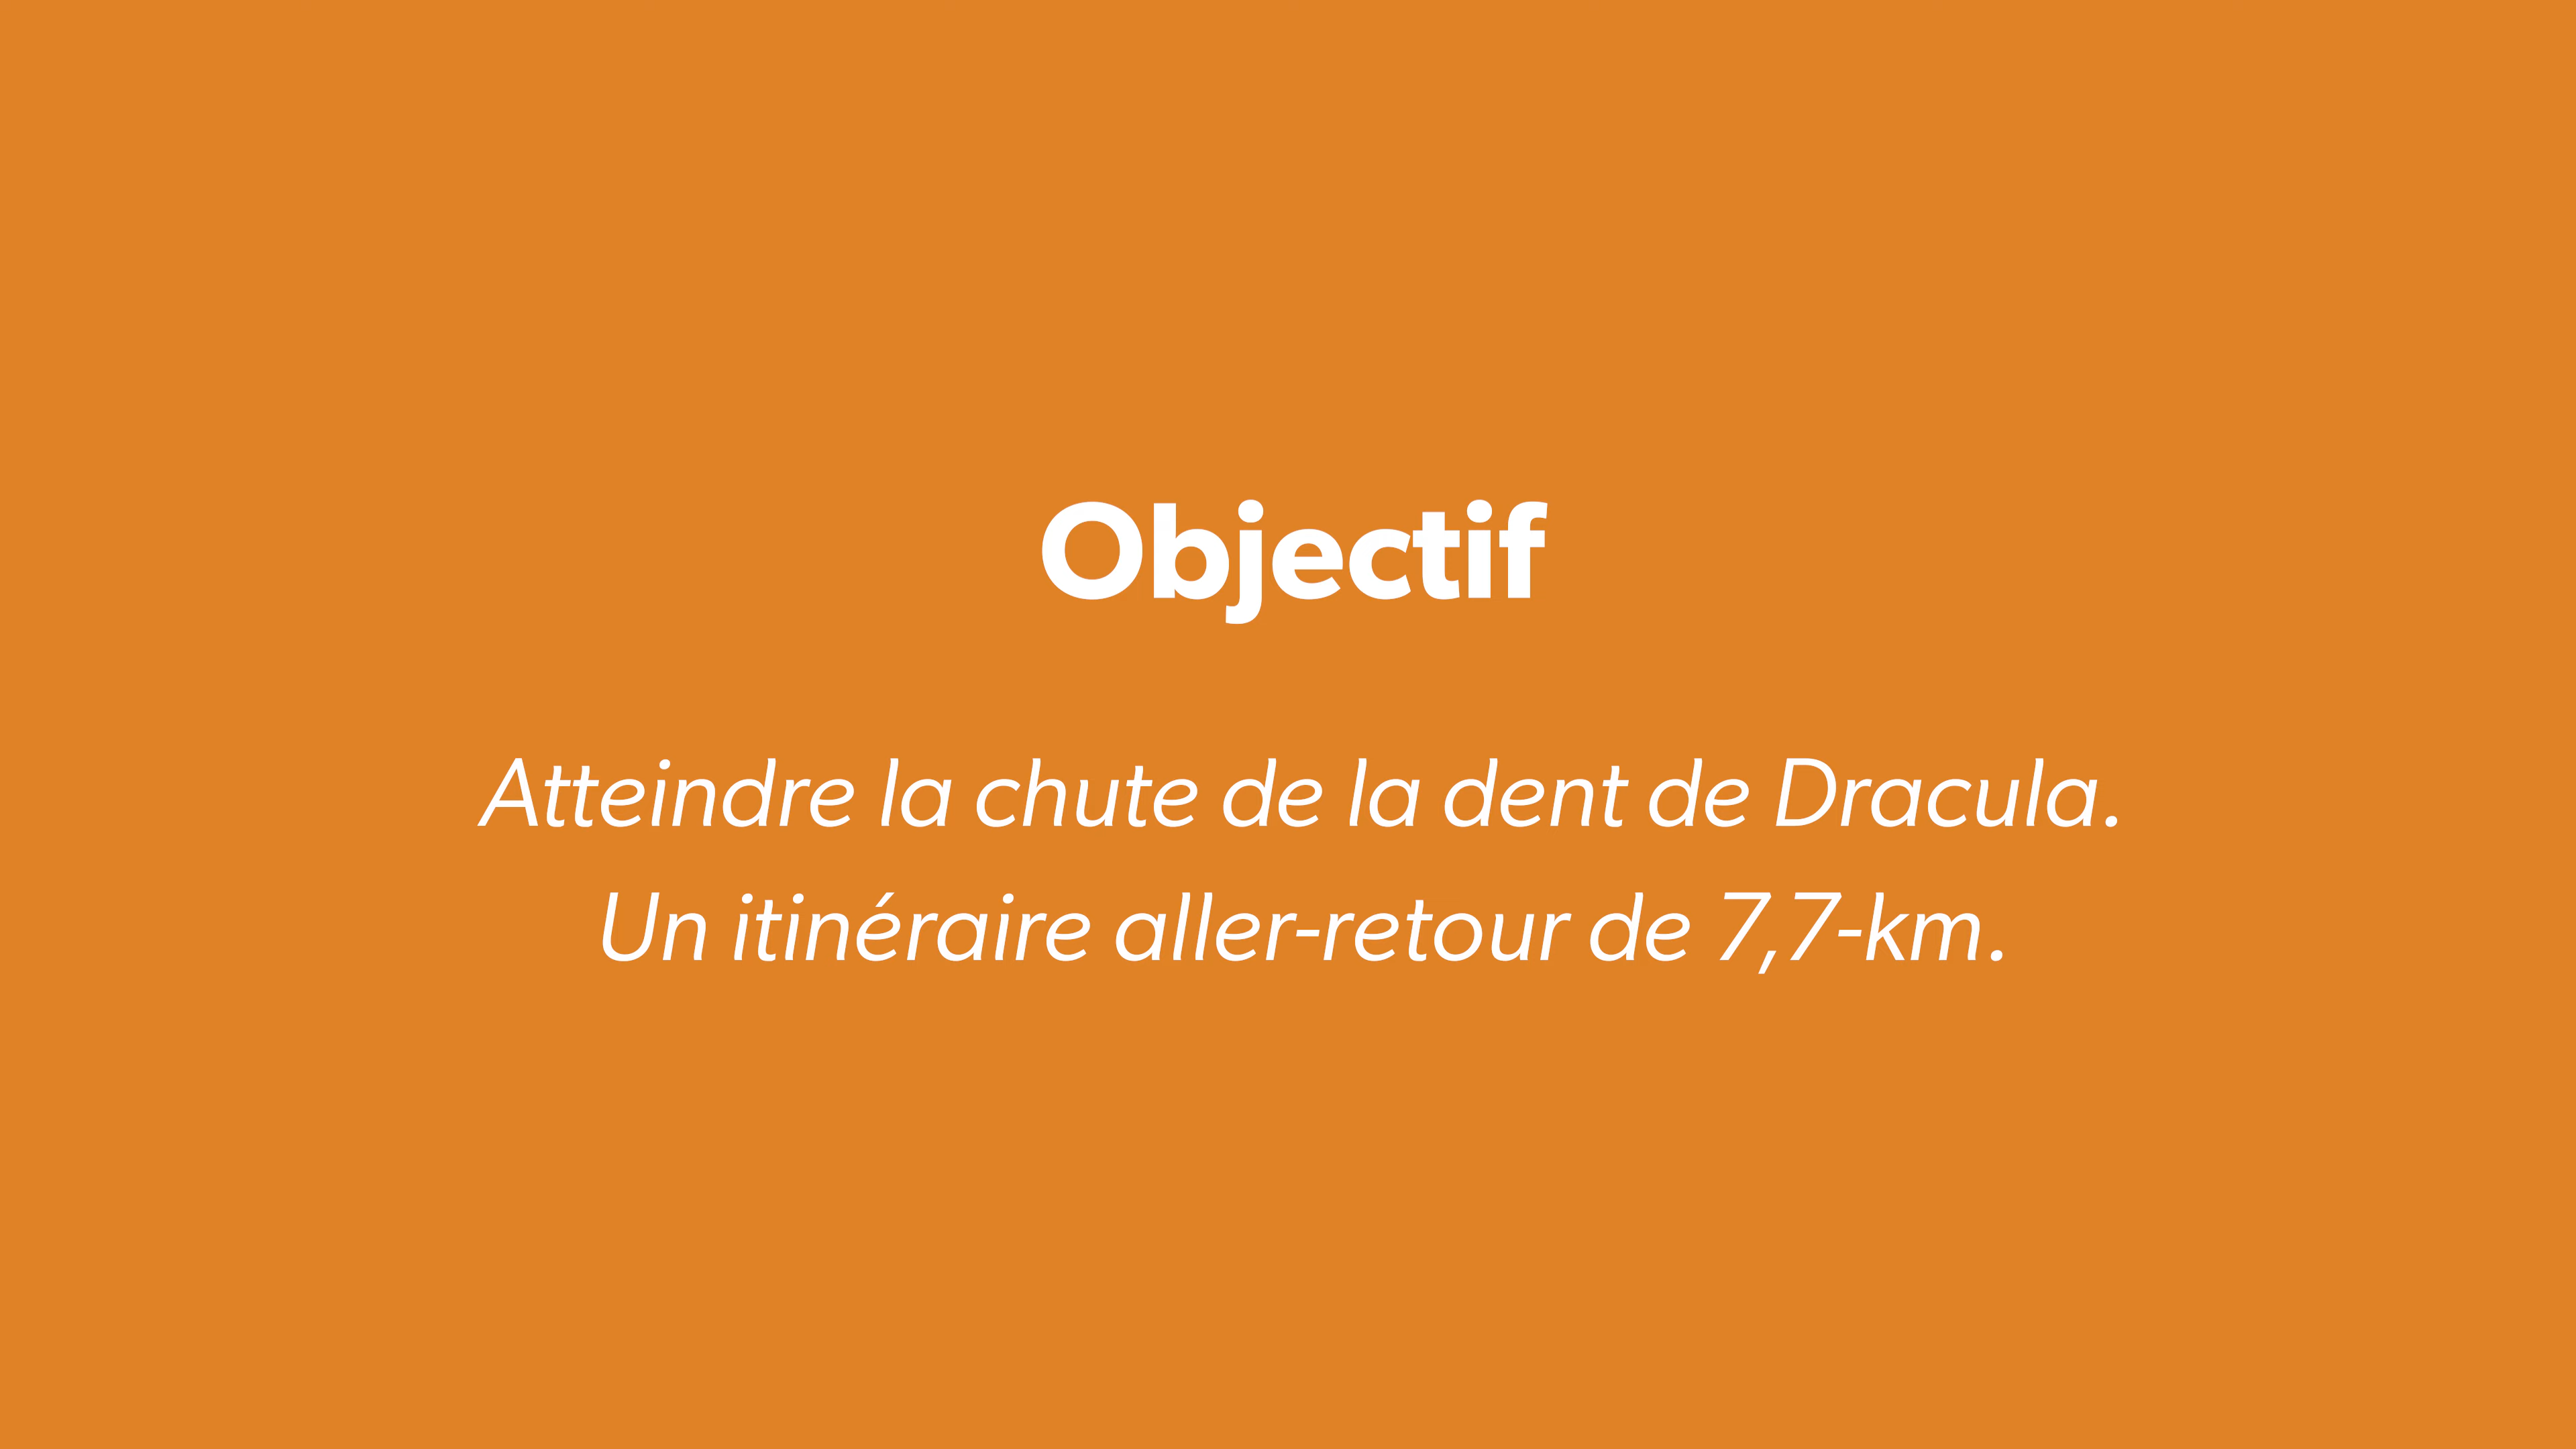 Objectif
Atteindre la chute de la dent de Dracula.
Un itinéraire aller-retour de 7,7-km.